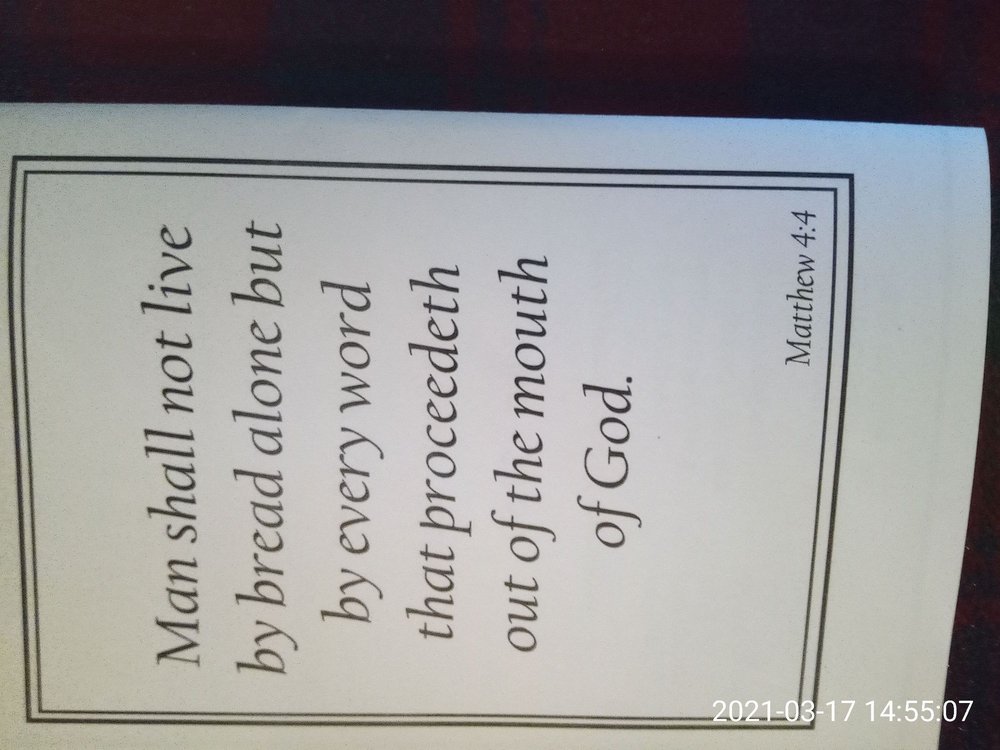 Man shall not live
by bread alone but
by every word
that proceedeth
out of the mouth
of God.
Matthew 4:4
2021-03-17 14:55:07